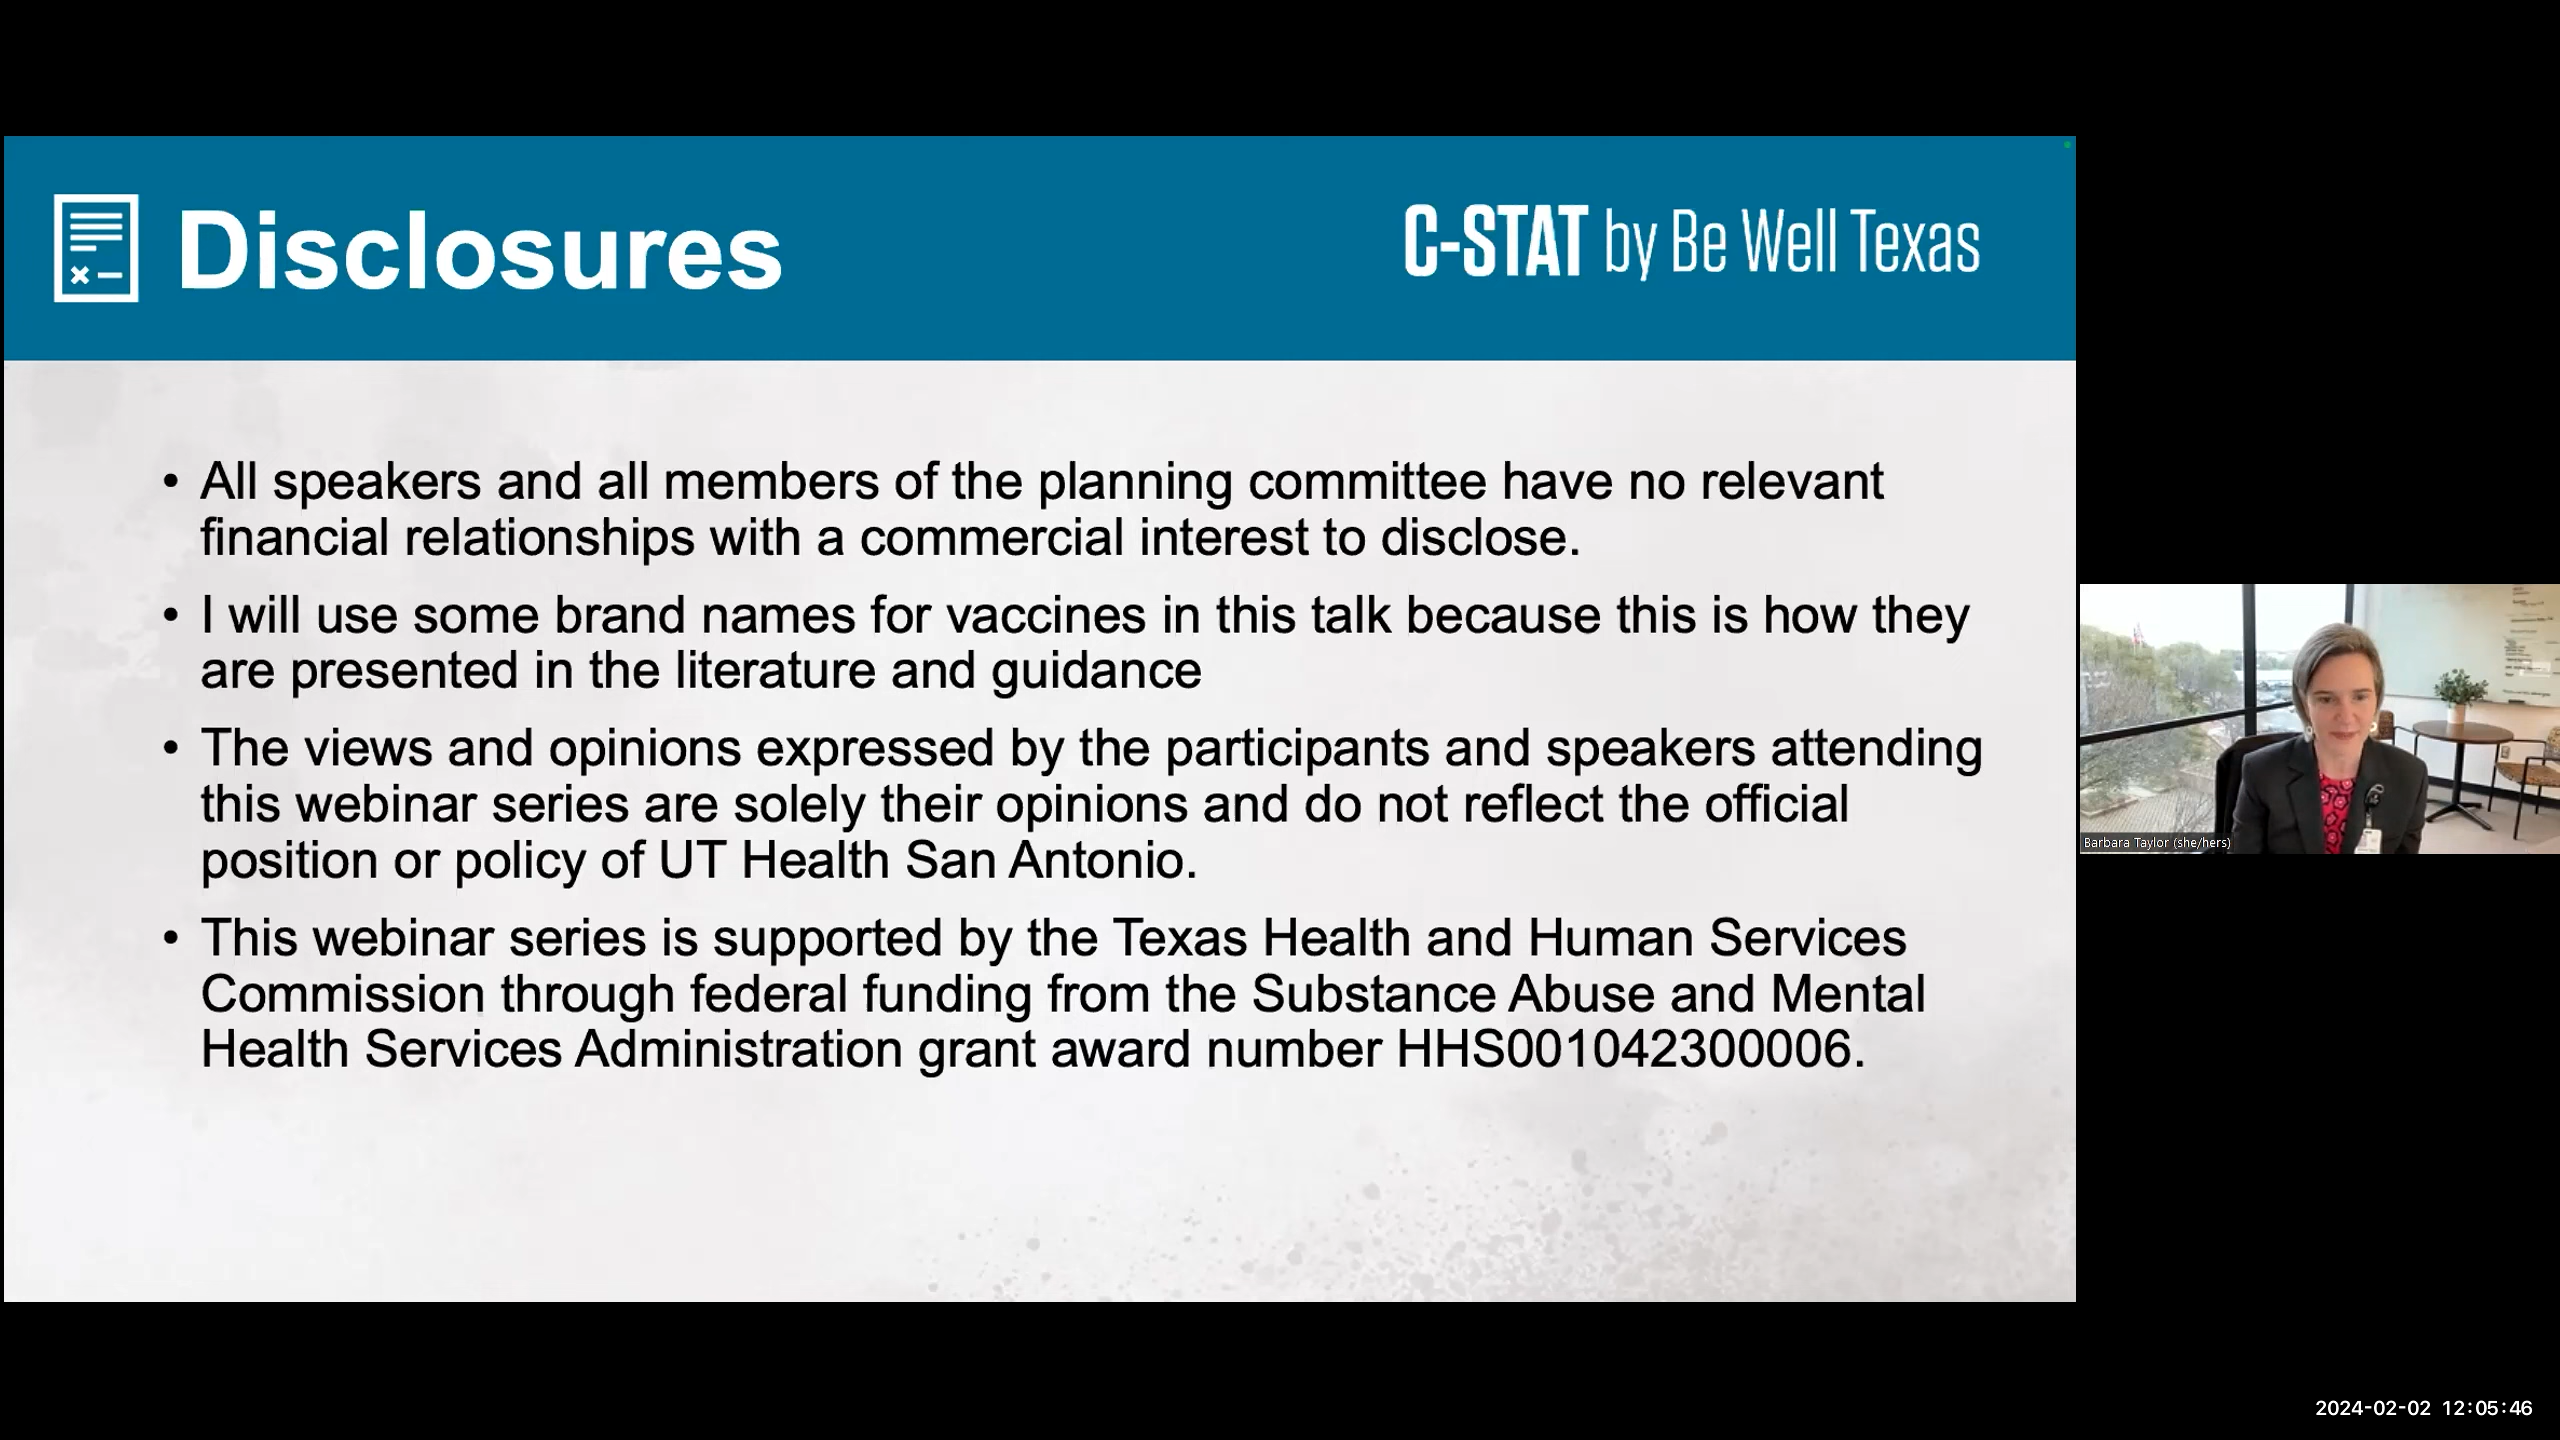 Disclosures
C-STAT by Be Well Texas
• All speakers and all members of the planning committee have no relevant
financial relationships with a commercial interest to disclose.
• I will use some brand names for vaccines in this talk because this is how they
are presented in the literature and guidance
• The views and opinions expressed by the participants and speakers attending
this webinar series are solely their opinions and do not reflect the official
position or policy of UT Health San Antonio.
• This webinar series is supported by the Texas Health and Human Services
Commission through federal funding from the Substance Abuse and Mental
Health Services Administration grant award number HHS001042300006.
Barbara Taylor (she/hers)
2024-02-02 12:05:46